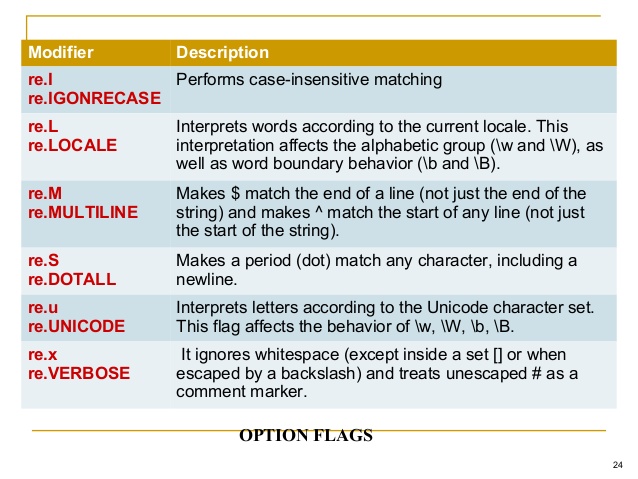 Modifier Description
re.I Performs case-insensitive matching
re.IGONRECASE
re.L Interprets words according to the current locale. This
re.LOCALE interpretation affects the alphabetic group (\w and \W), as
well as word boundary behavior (\b and \B).
re.M Makes $ match the end of a line (not just the end of the
re.MULTILINE string) and makes ^ match the start of any line (not just
the start of the string).
re.S Makes a period (dot) match any character, including a
re.DOTALL newline.
re.u Interprets letters according to the Unicode character set.
re.UNICODE This flag affects the behavior of \w, \W, \b, \B.
re.x It ignores whitespace (except inside a set [] or when
re.VERBOSE escaped by a backslash) and treats unescaped # as a
comment marker.
OPTION FLAGS
24